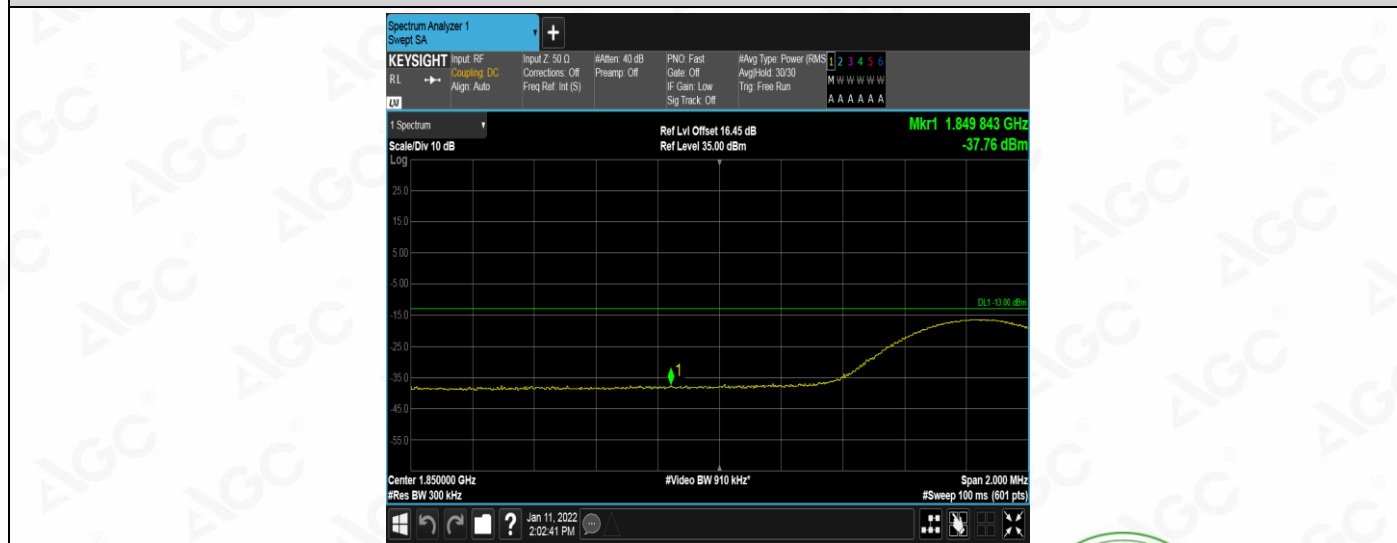 Spectrum Analyzer 1
Swept SA
+
KEYSIGHT Input: RF Input Z: 50 Ω #Atten: 40 dB PNO: Fast #Avg Type: Power (RMS 1 2 3 4 5 6
R L Coupling: DC Corrections: Off Preamp: Off Gate: Off Avg|Hold: 30/30 M W W W W W
Align: Auto Freq Ref: Int (S) IF Gain: Low Trig: Free Run
LXI Sig Track: Off A A A A A A
1 Spectrum Ref Lvl Offset 16.45 dB Mkr1 1.849 843 GHz
Scale/Div 10 dB Ref Level 35.00 dBm -37.76 dBm
Log
25.0
15.0
5.00
-5.00
DL1 -13.00 dBm
-15.0
-25.0
1
-35.0
-45.0
-55.0
Center 1.850000 GHz #Video BW 910 kHz* Span 2.000 MHz
#Res BW 300 kHz #Sweep 100 ms (601 pts)
? Jan 11, 2022
2:02:41 PM
AGC